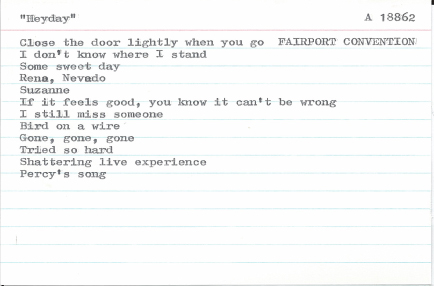 "Heyday" A 18862
Close the door lightly when you go FAIRPORT CONVENTION
I don't know where I stand
Some sweet day
Rena, Nevado
Suzanne
If it feels good, you know it can't be wrong
I still miss someone
Bird on a wire
Gone, gone, gone
Tried so hard
Shattering live experience
Percy's song